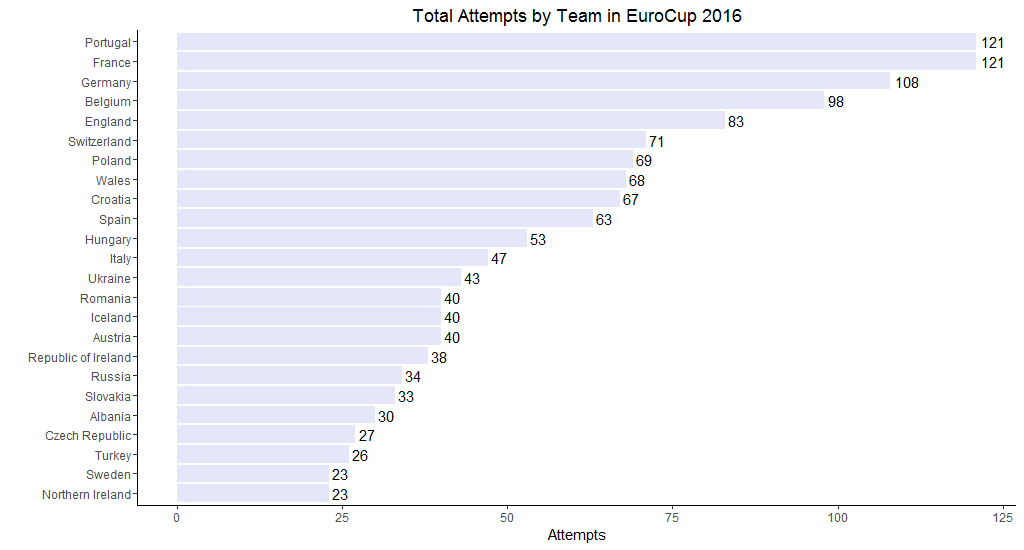 Total Attempts by Team in EuroCup 2016
Portugal 121
France 121
Germany 108
Belgium 98
England 83
Switzerland 71
Poland 69
Wales 68
Croatia 67
Spain 63
Hungary 53
Italy 47
Ukraine 43
Romania 40
Iceland 40
Austria 40
Republic of Ireland 38
Russia 34
Slovakia 33
Albania 30
Czech Republic 27
Turkey 26
Sweden 23
Northern Ireland 23
0 25 50 75 100 125
Attempts